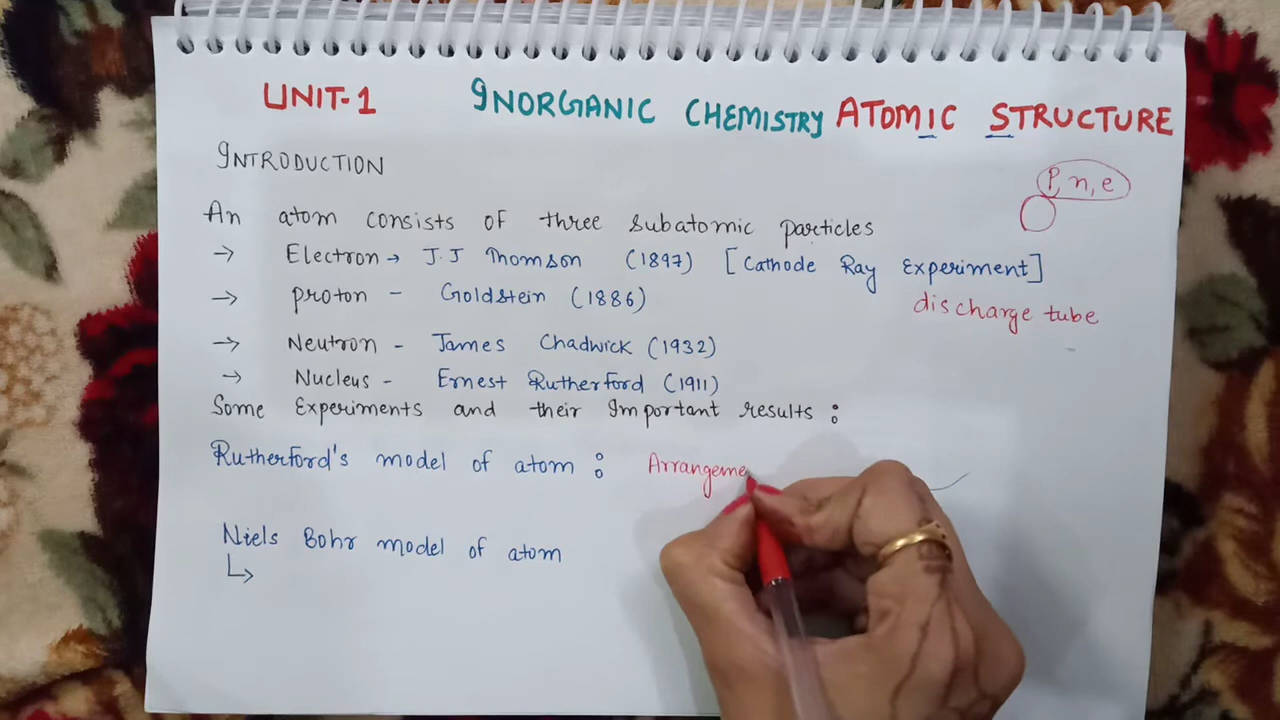 UNIT-1 INORGANIC CHEMISTRY ATOMIC STRUCTURE
INTRODUCTION
P, n, e
An atom consists of three subatomic particles
→ Electron → J.J Thomson (1897) [Cathode Ray Experiment]
→ Proton - Goldstein (1886)
discharge tube
→ Neutron - James Chadwick (1932)
→ Nucleus - Ernest Rutherford (1911)
Some Experiments and their Important results :
Rutherford's model of atom : Arrangeme
Niels Bohr model of atom